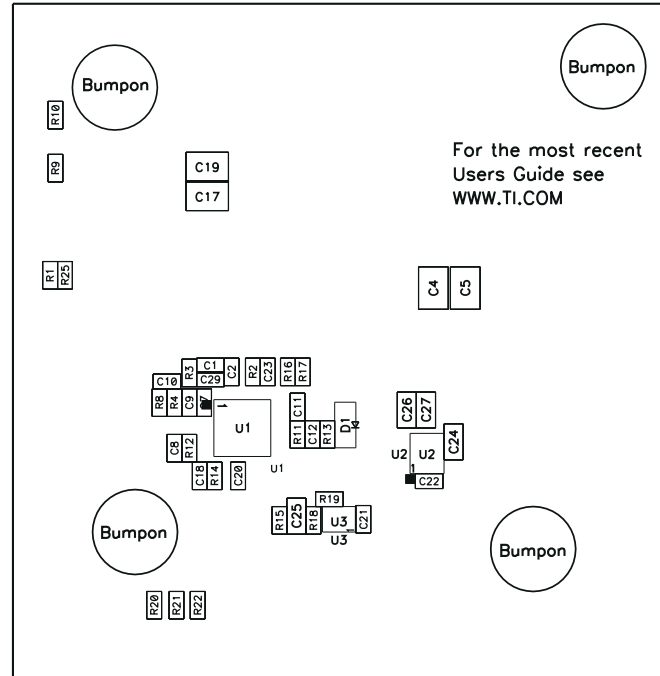 Bumpon
Bumpon
R10
For the most recent
Users Guide see
WWW.TI.COM
R9
C19
C17
R1
R25
C4
C5
R3
C1
C29
C2
R2
C23
R16
R17
C10
R8
R4
C9
1
U1
C11
R11
C12
R13
D1
C26
C27
C24
U2
U2
1
C22
C8
R12
C18
R14
C20
U1
R19
R15
C25
R18
U3
1
C21
U3
Bumpon
Bumpon
R20
R21
R22